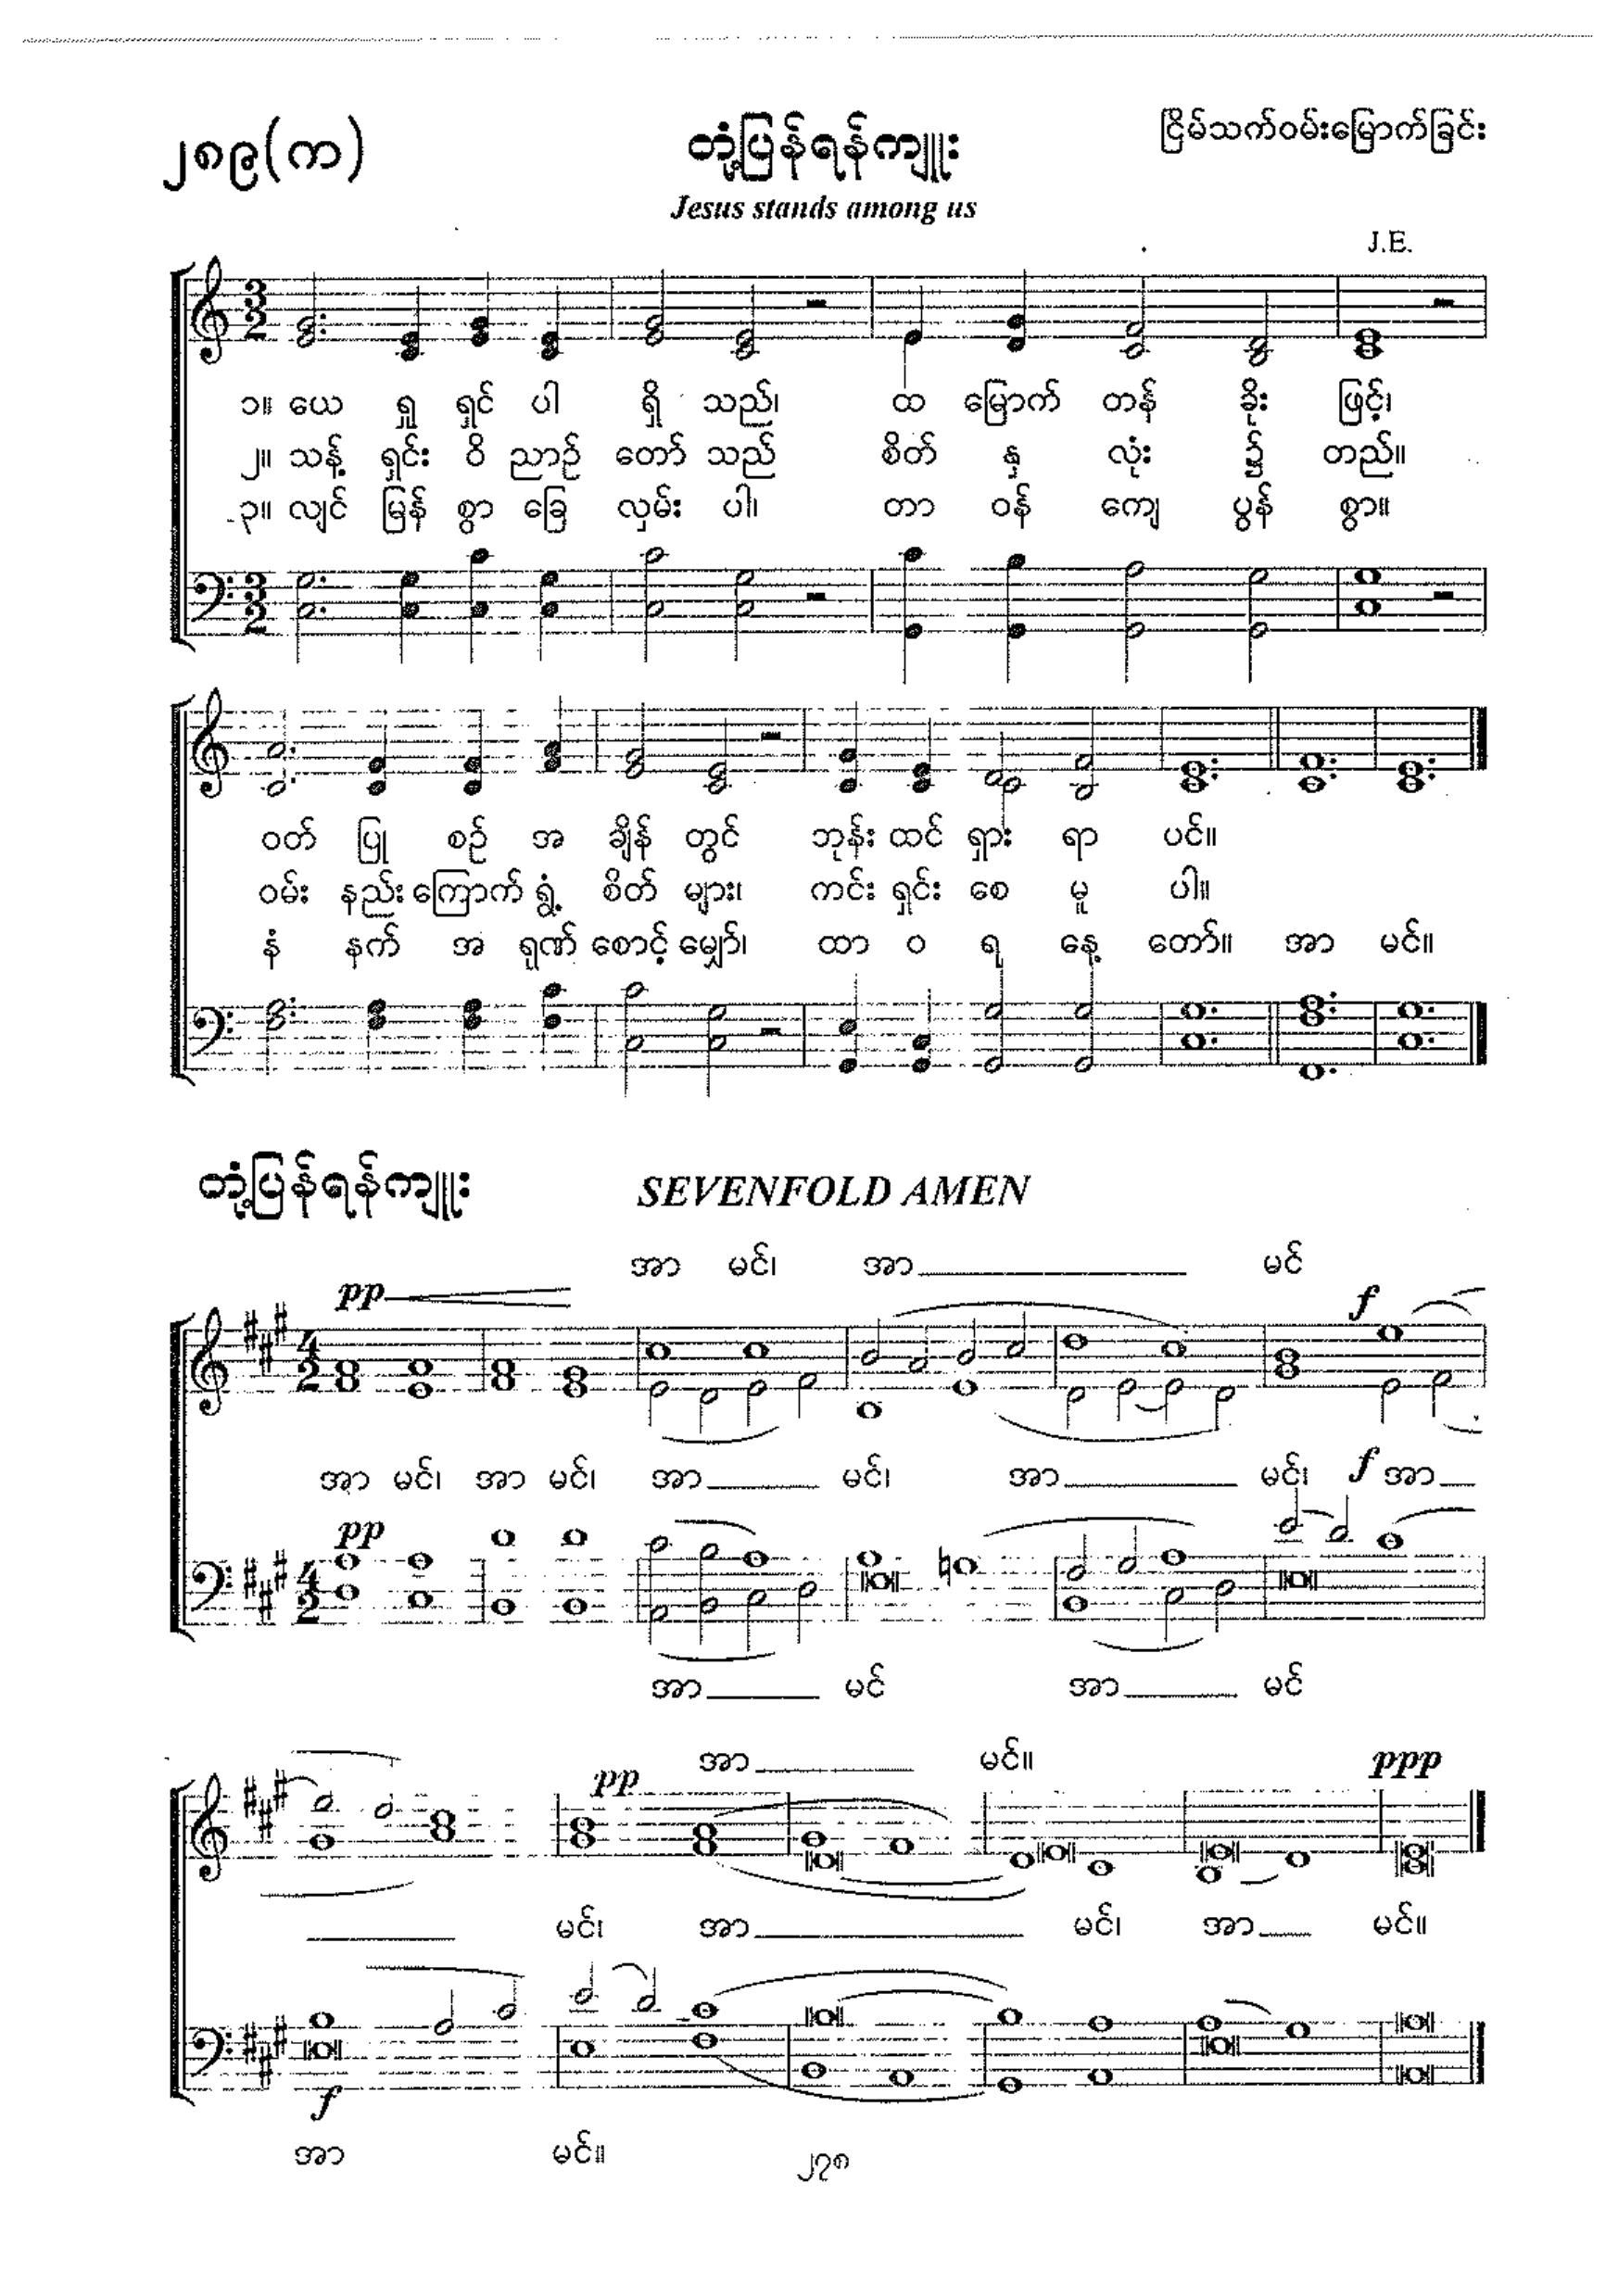 ၂၈၉(က)
တုံ့ပြန်ရန်ကျူး
ငြိမ်သက်ဝမ်းမြောက်ခြင်း
Jesus stands among us
J.E.
၁။ ယေ ရှု ရှင် ပါ ရှိ သည်၊ ထ မြောက် တန် ခိုး ဖြင့်၊
၂။ သန့် ရှင်း ဝိ ညာဉ် တော် သည် စိတ် နှ လုံး ၌ တည်။
၃။ လျင် မြန် စွာ ခြေ လှမ်း ပါ၊ တာ ဝန် ကျေ ပွန် စွာ။
ဝတ် ပြု စဉ် အ ချိန် တွင် ဘုန်း ထင် ရှား ရာ ပင်။
ဝမ်း နည်း ကြောက် ရွံ့ စိတ် များ၊ ကင်း ရှင်း စေ မူ ပါ။
နံ နက် အ ရုဏ် စောင့် မျှော်၊ ထာ ဝ ရ နေ့ တော်။ အာ မင်။
တုံ့ပြန်ရန်ကျူး SEVENFOLD AMEN
အာ မင်၊ အာ မင်
pp f
အာ မင်၊ အာ မင်၊ အာ မင်၊ အာ မင်၊ f အာ
pp
အာ မင် အာ မင်
အာ မင်။
pp ppp
မင်၊ အာ မင်၊ အာ မင်။
f
အာ မင်။
၂၇၈